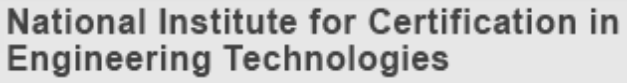 National Institute for Certification in
Engineering Technologies